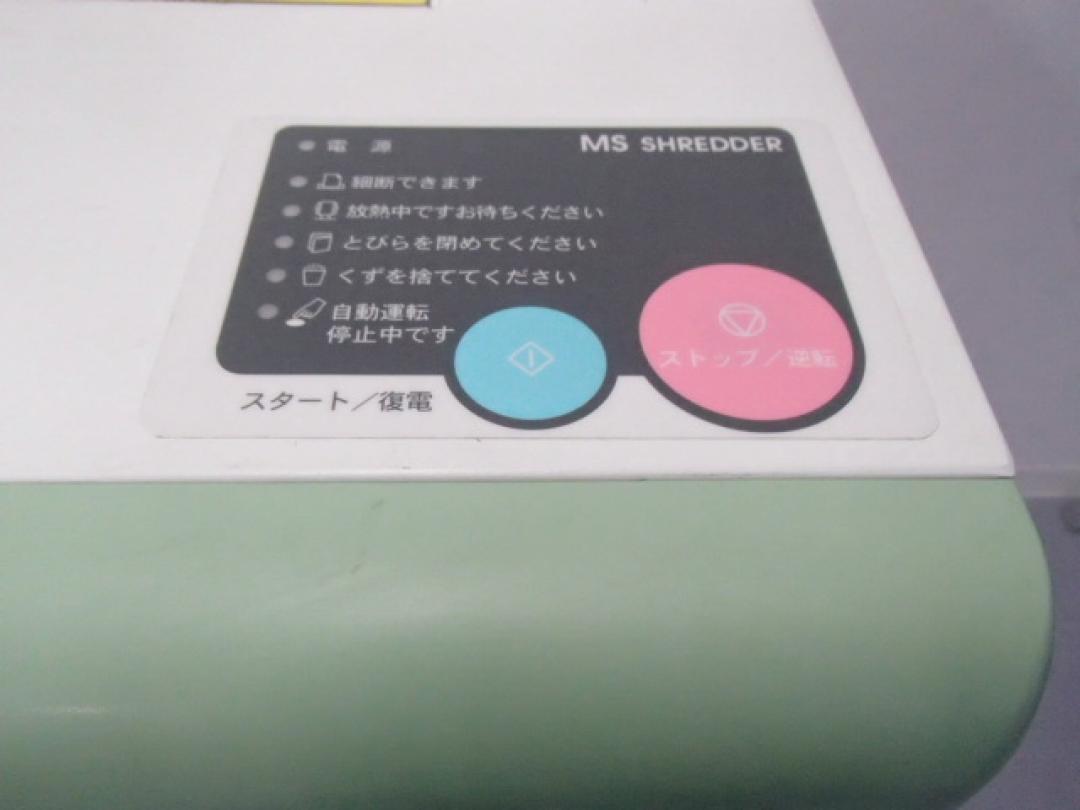 電源
MS SHREDDER
細断できます
放熱中ですお待ちください
とびらを閉めてください
くずを捨ててください
自動運転
停止中です
ストップ／逆転
スタート／復電